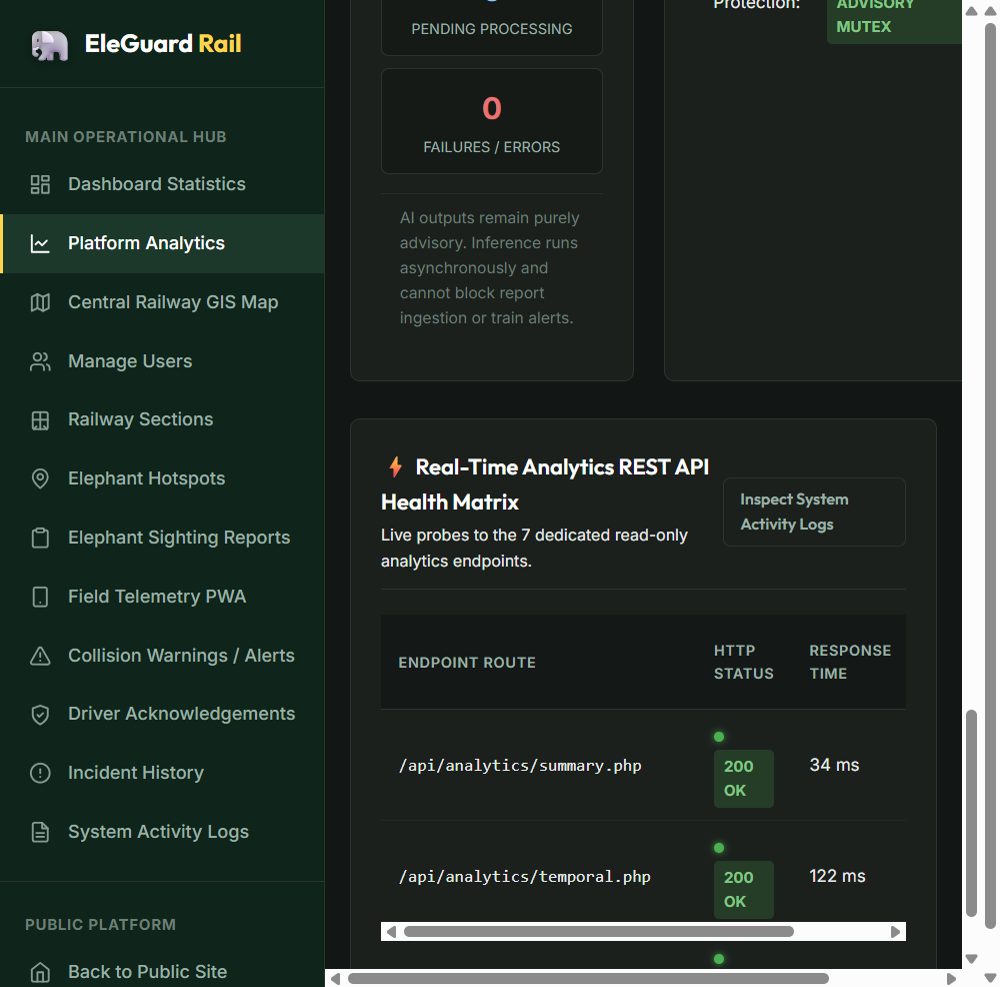 EleGuard Rail
MAIN OPERATIONAL HUB
Dashboard Statistics
Platform Analytics
Central Railway GIS Map
Manage Users
Railway Sections
Elephant Hotspots
Elephant Sighting Reports
Field Telemetry PWA
Collision Warnings / Alerts
Driver Acknowledgements
Incident History
System Activity Logs
PUBLIC PLATFORM
Back to Public Site
PENDING PROCESSING
0
FAILURES / ERRORS
AI outputs remain purely
advisory. Inference runs
asynchronously and
cannot block report
ingestion or train alerts.
Protection:
ADVISORY
MUTEX
Real-Time Analytics REST API
Health Matrix
Live probes to the 7 dedicated read-only
analytics endpoints.
Inspect System
Activity Logs
ENDPOINT ROUTE
HTTP
STATUS
RESPONSE
TIME
/api/analytics/summary.php
200
OK
34 ms
/api/analytics/temporal.php
200
OK
122 ms